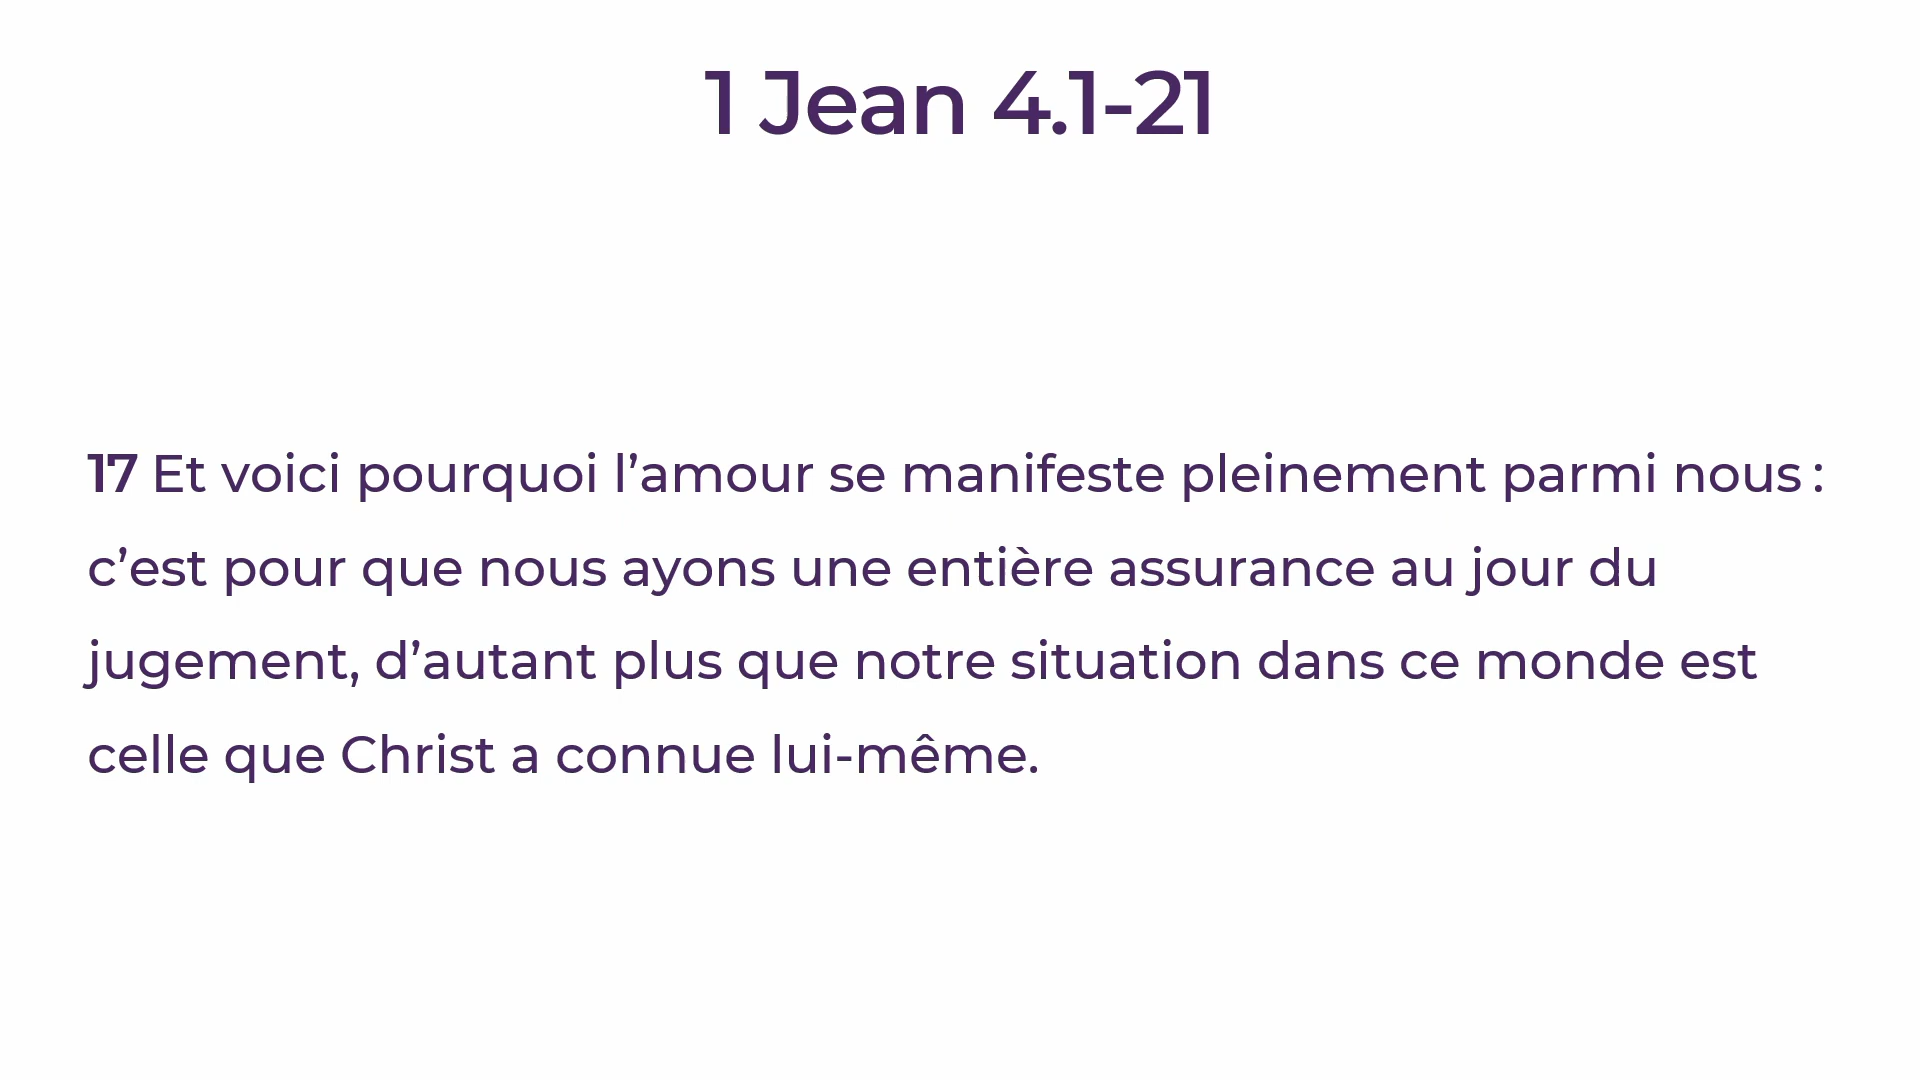 1 Jean 4.1-21
17 Et voici pourquoi l’amour se manifeste pleinement parmi nous :
c’est pour que nous ayons une entière assurance au jour du
jugement, d’autant plus que notre situation dans ce monde est
celle que Christ a connue lui-même.